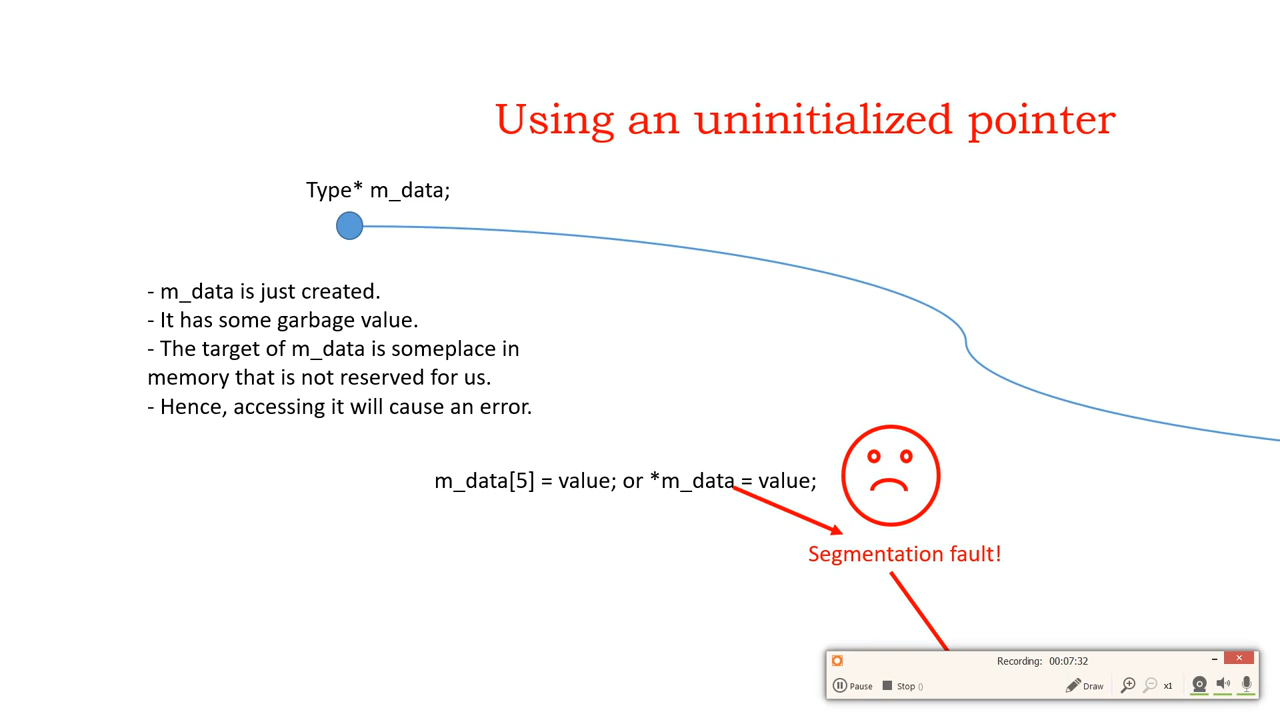 Using an uninitialized pointer
Type* m_data;
- m_data is just created.
- It has some garbage value.
- The target of m_data is someplace in
memory that is not reserved for us.
- Hence, accessing it will cause an error.
m_data[5] = value; or *m_data = value;
Segmentation fault!
Recording: 00:07:32
Pause Stop () Draw x1